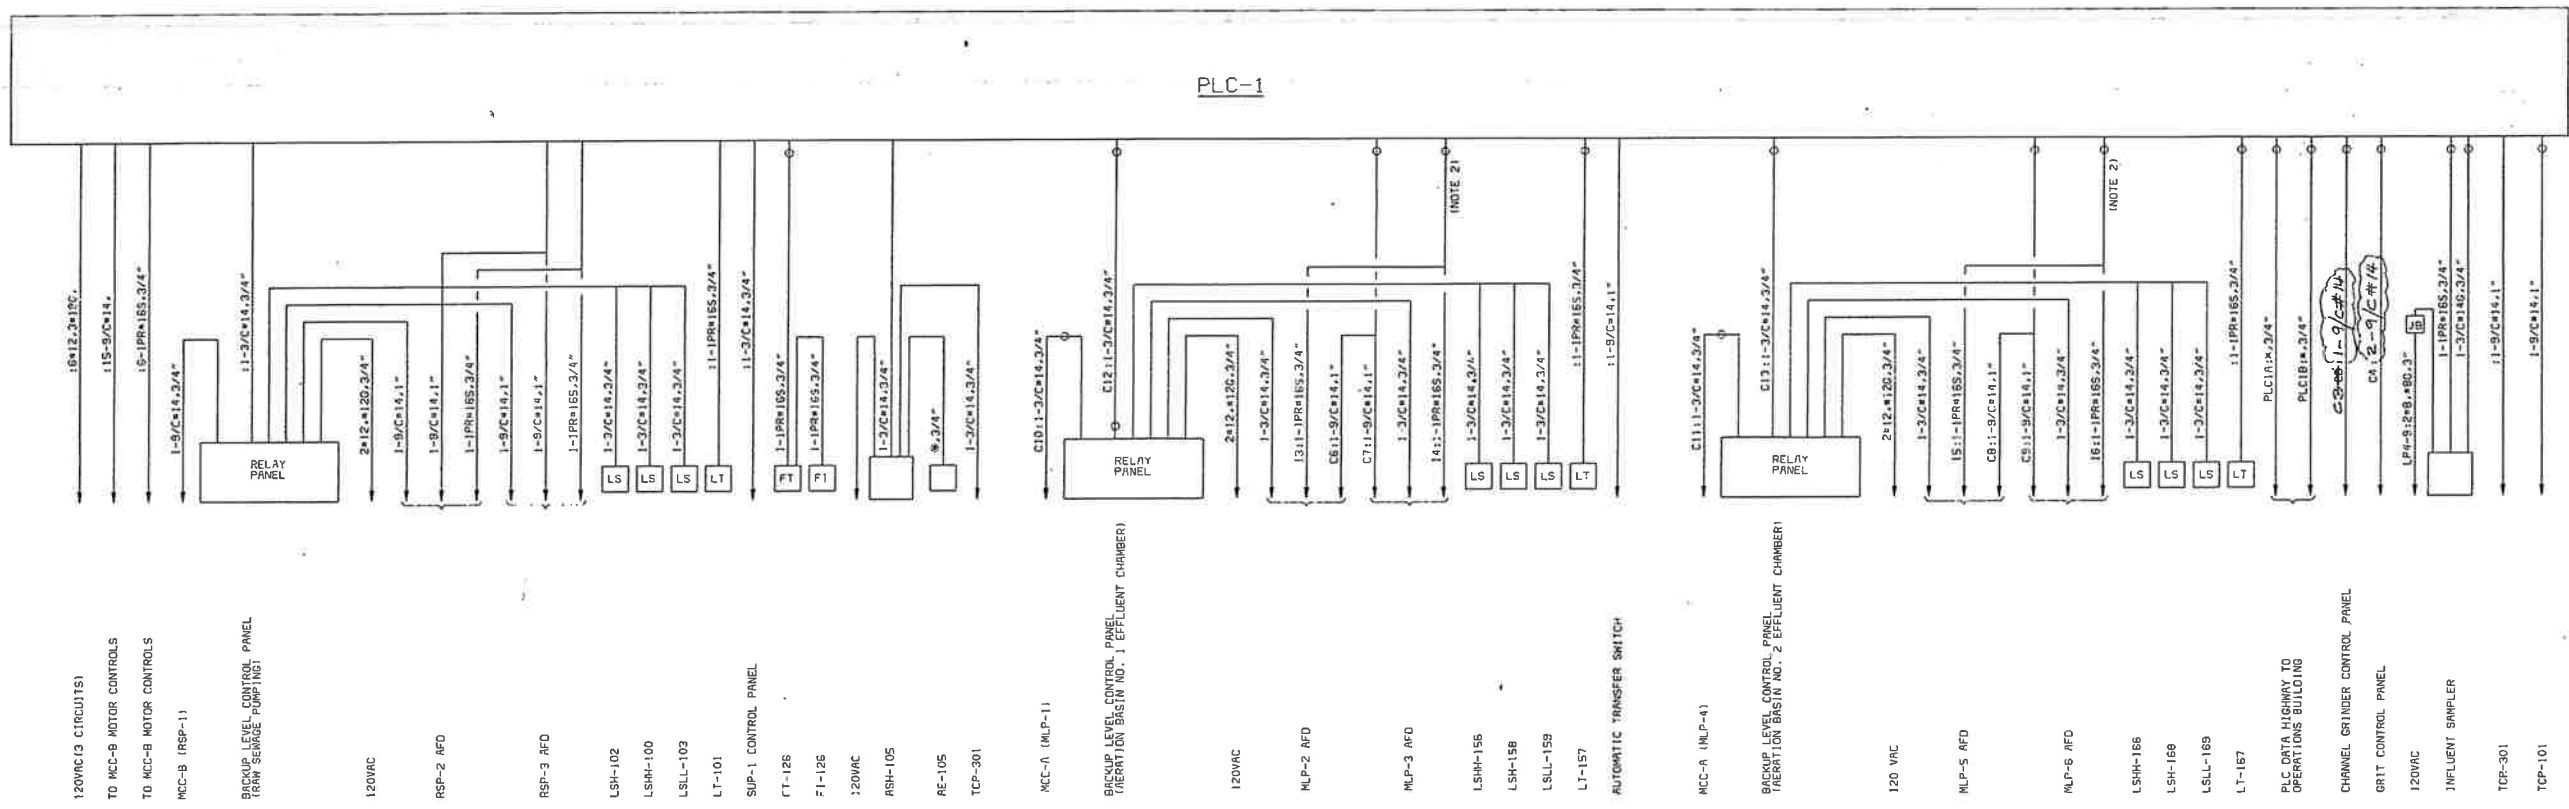 PLC-1
:6#12,3#12G,
:15-9/C#14,
:6-1PR#16S,3/4"
1-9/C#14,3/4"
:1-3/C#14,3/4"
2#12,#12G,3/4"
1-9/C#14,1"
1-9/C#14,1"
1-1PR#16S,3/4"
1-9/C#14,1"
1-9/C#14,1"
1-1PR#16S,3/4"
1-3/C#14,3/4"
1-3/C#14,3/4"
1-3/C#14,3/4"
:1-1PR#16S,3/4"
:1-3/C#14,3/4"
1-1PR#16S,3/4"
1-1PR#16S,3/4"
1-3/C#14,3/4"
*,3/4"
1-3/C#14,3/4"
C10:1-3/C#14,3/4"
C12:1-3/C#14,3/4"
2#12,#12G,3/4"
1-3/C#14,3/4"
I3:1-1PR#16S,3/4"
C6:1-9/C#14,1"
C7:1-9/C#14,1"
1-3/C#14,3/4"
I4:1-1PR#16S,3/4"
(NOTE 2)
1-3/C#14,3/4"
1-3/C#14,3/4"
1-3/C#14,3/4"
:1-1PR#16S,3/4"
:1-9/C#14,1"
C11:1-3/C#14,3/4"
C13:1-3/C#14,3/4"
2#12,#12G,3/4"
1-3/C#14,3/4"
I5:1-1PR#16S,3/4"
C8:1-9/C#14,1"
C9:1-9/C#14,1"
1-3/C#14,3/4"
I6:1-1PR#16S,3/4"
(NOTE 2)
1-3/C#14,3/4"
1-3/C#14,3/4"
1-3/C#14,3/4"
:1-1PR#16S,3/4"
PLC1A:*,3/4"
PLC1B:*,3/4"
:1-9/C#14
C4:2-9/C#14
LP4-9:2#8,#8G,3"
JB
1-1PR#16S,3/4"
1-3/C#14G,3/4"
:1-9/C#14,1"
1-9/C#14,1"
RELAY
PANEL
LS
LS
LS
LT
FT
FI
RELAY
PANEL
LS
LS
LS
LT
RELAY
PANEL
LS
LS
LS
LT
120VAC(3 CIRCUITS)
TO MCC-B MOTOR CONTROLS
TO MCC-B MOTOR CONTROLS
MCC-B (RSP-1)
BACKUP LEVEL CONTROL PANEL
(RAW SEWAGE PUMPING)
120VAC
RSP-2 AFD
RSP-3 AFD
LSH-102
LSHH-100
LSLL-103
LT-101
SUP-1 CONTROL PANEL
FT-126
FI-126
120VAC
ASH-105
AE-105
TCP-301
MCC-A (MLP-1)
BACKUP LEVEL CONTROL PANEL
(AERATION BASIN NO. 1 EFFLUENT CHAMBER)
120VAC
MLP-2 AFD
MLP-3 AFD
LSHH-156
LSH-158
LSLL-159
LT-157
AUTOMATIC TRANSFER SWITCH
MCC-A (MLP-4)
BACKUP LEVEL CONTROL PANEL
(AERATION BASIN NO. 2 EFFLUENT CHAMBER)
120 VAC
MLP-5 AFD
MLP-6 AFD
LSHH-166
LSH-168
LSLL-169
LT-167
PLC DATA HIGHWAY TO
OPERATIONS BUILDING
CHANNEL GRINDER CONTROL PANEL
GRIT CONTROL PANEL
120VAC
INFLUENT SAMPLER
TCP-301
TCP-101